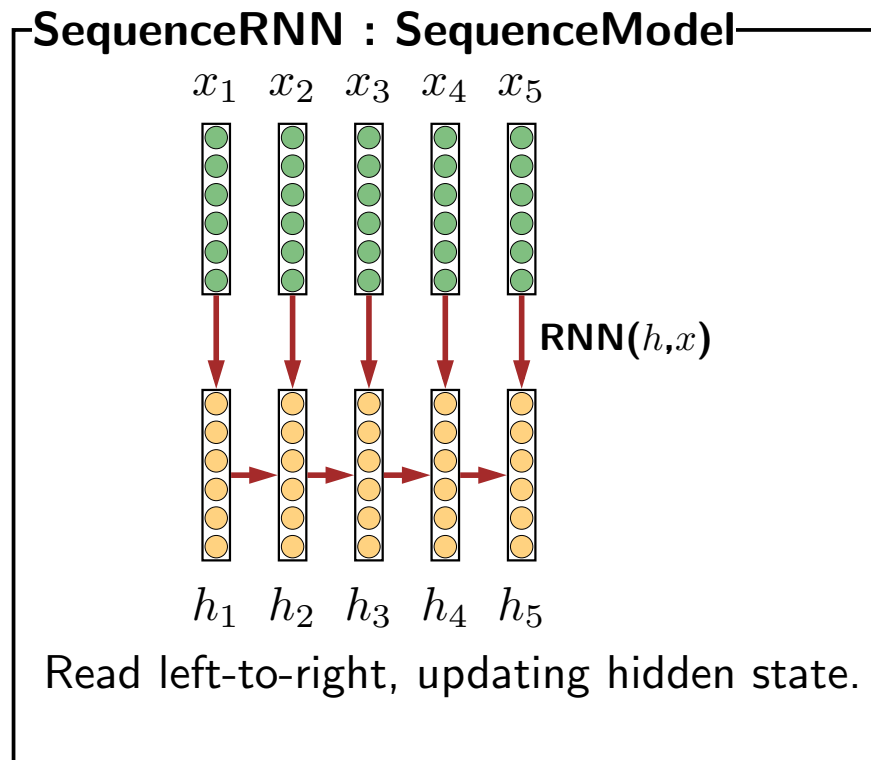 SequenceRNN : SequenceModel
x₁ x₂ x₃ x₄ x₅
RNN(h,x)
h₁ h₂ h₃ h₄ h₅
Read left-to-right, updating hidden state.